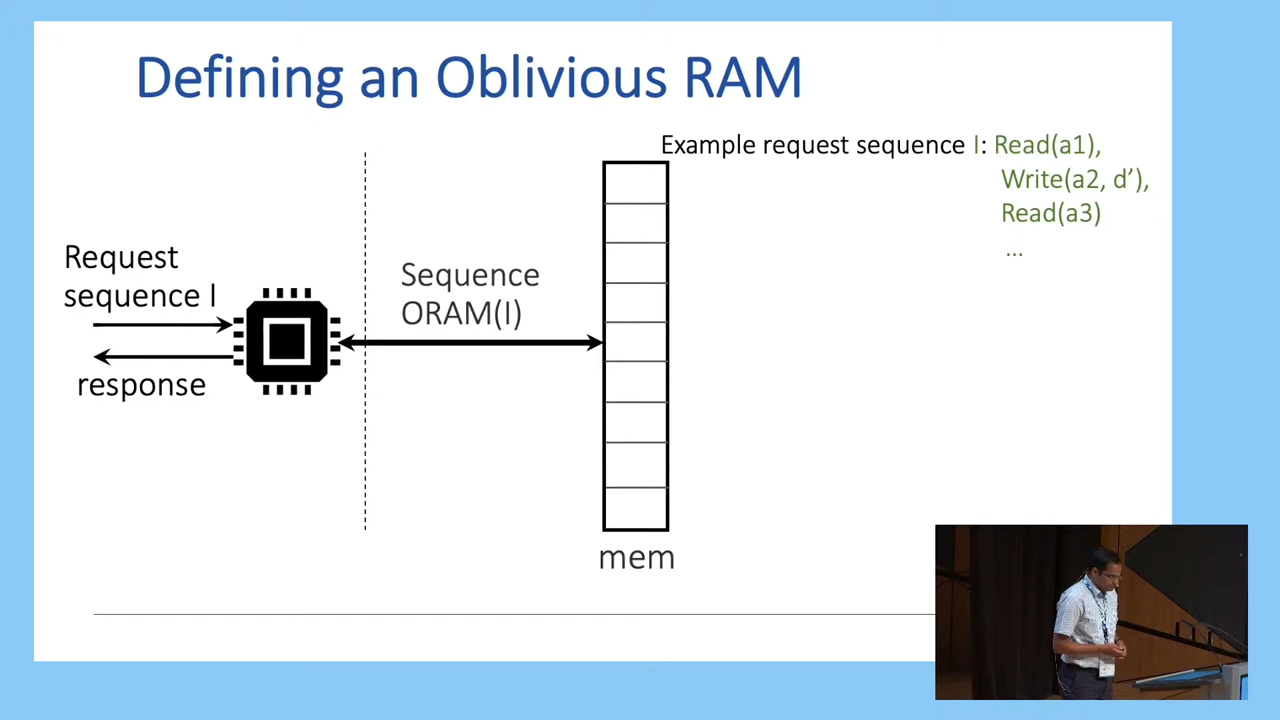 Defining an Oblivious RAM
Example request sequence I: Read(a1),
Write(a2, d’),
Read(a3)
...
Request
sequence I
response
Sequence
ORAM(I)
mem